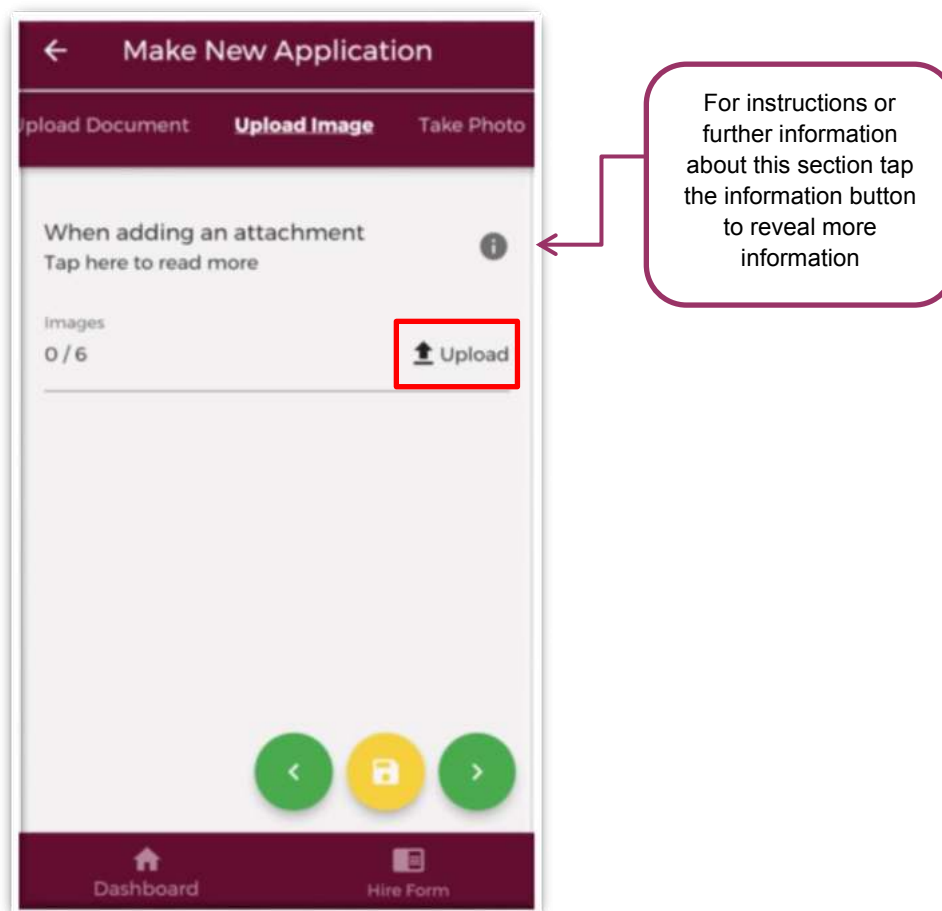 Make New Application
Upload Document Upload Image Take Photo
When adding an attachment
Tap here to read more
Images
0 / 6
Upload
Dashboard
Hire Form
For instructions or
further information
about this section tap
the information button
to reveal more
information